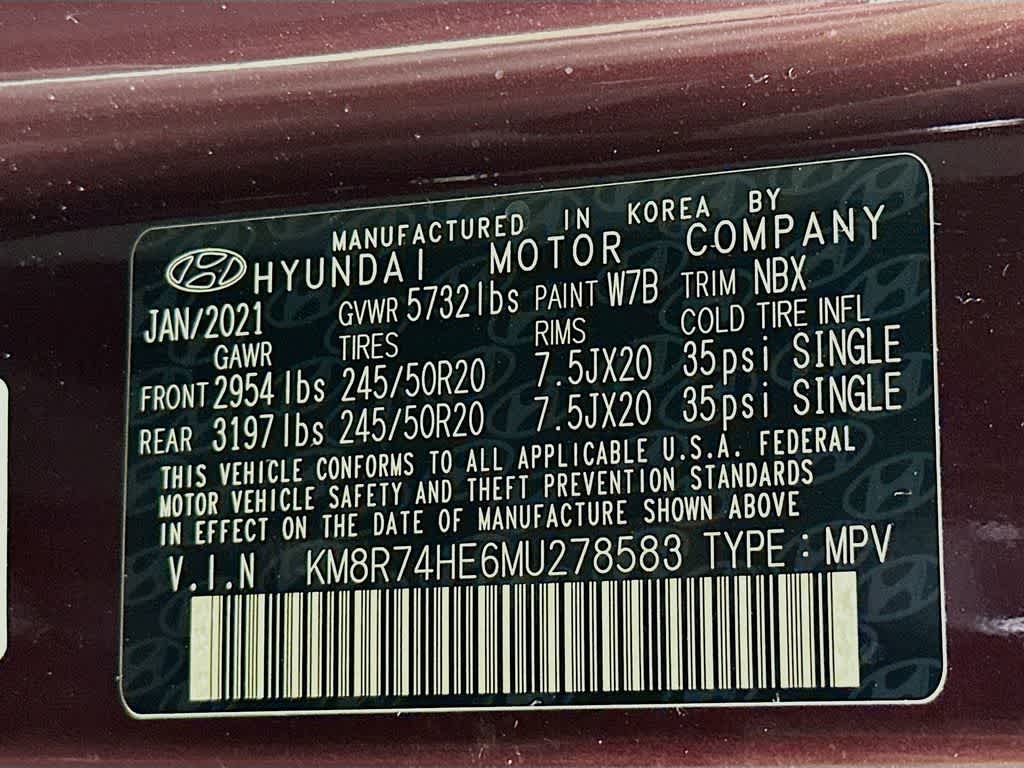 MANUFACTURED IN KOREA BY
HYUNDAI MOTOR COMPANY
JAN/2021 GVWR 5732lbs PAINT W7B TRIM NBX
GAWR TIRES RIMS COLD TIRE INFL
FRONT 2954lbs 245/50R20 7.5JX20 35psi SINGLE
REAR 3197lbs 245/50R20 7.5JX20 35psi SINGLE
THIS VEHICLE CONFORMS TO ALL APPLICABLE U.S.A. FEDERAL
MOTOR VEHICLE SAFETY AND THEFT PREVENTION STANDARDS
IN EFFECT ON THE DATE OF MANUFACTURE SHOWN ABOVE
V.I.N KM8R74HE6MU278583 TYPE : MPV